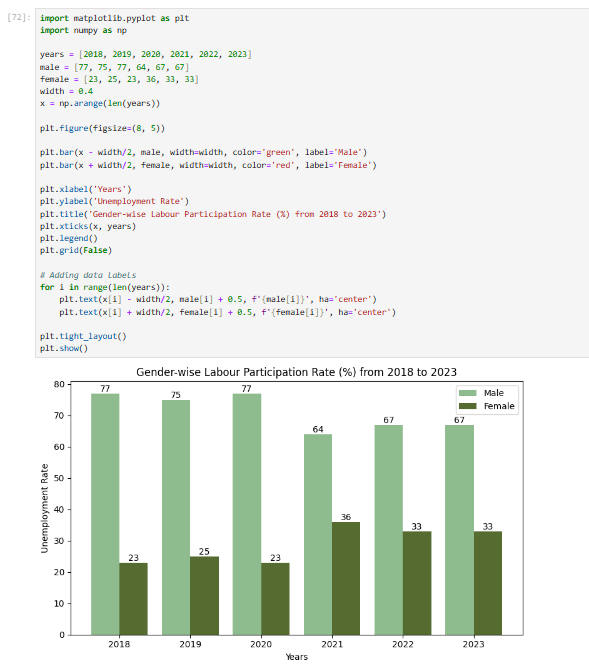 [72]:
import matplotlib.pyplot as plt
import numpy as np
years = [2018, 2019, 2020, 2021, 2022, 2023]
male = [77, 75, 77, 64, 67, 67]
female = [23, 25, 23, 36, 33, 33]
width = 0.4
x = np.arange(len(years))
plt.figure(figsize=(8, 5))
plt.bar(x - width/2, male, width=width, color='green', label='Male')
plt.bar(x + width/2, female, width=width, color='red', label='Female')
plt.xlabel('Years')
plt.ylabel('Unemployment Rate')
plt.title('Gender-wise Labour Participation Rate (%) from 2018 to 2023')
plt.xticks(x, years)
plt.legend()
plt.grid(False)
# Adding data labels
for i in range(len(years)):
    plt.text(x[i] - width/2, male[i] + 0.5, f'{male[i]}', ha='center')
    plt.text(x[i] + width/2, female[i] + 0.5, f'{female[i]}', ha='center')
plt.tight_layout()
plt.show()
Gender-wise Labour Participation Rate (%) from 2018 to 2023
Male
Female
77
75
77
64
67
67
23
25
23
36
33
33
80
70
60
50
40
30
20
10
0
Unemployment Rate
2018 2019 2020 2021 2022 2023
Years